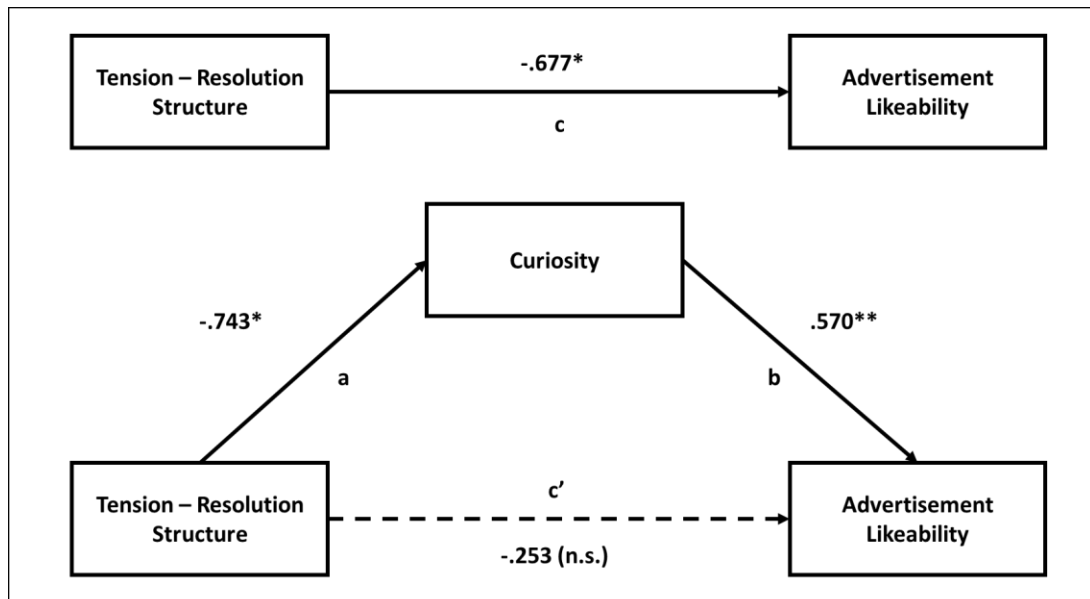 Tension – Resolution
Structure
-.677*
c
Advertisement
Likeability
Curiosity
-.743*
a
.570**
b
Tension – Resolution
Structure
c’
-.253 (n.s.)
Advertisement
Likeability